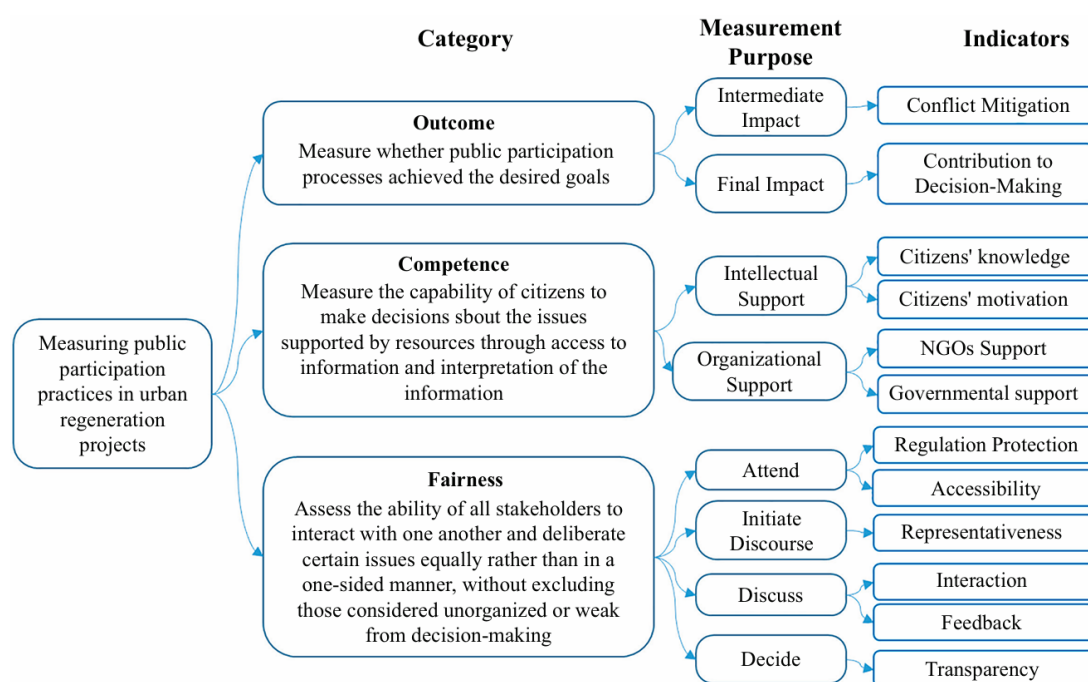 Category
Measurement
Purpose
Indicators
Measuring public
participation
practices in urban
regeneration
projects
Outcome
Measure whether public participation
processes achieved the desired goals
Intermediate
Impact
Conflict Mitigation
Final Impact
Contribution to
Decision-Making
Competence
Measure the capability of citizens to
make decisions sbout the issues
supported by resources through access to
information and interpretation of the
information
Intellectual
Support
Citizens' knowledge
Citizens' motivation
Organizational
Support
NGOs Support
Governmental support
Fairness
Assess the ability of all stakeholders to
interact with one another and deliberate
certain issues equally rather than in a
one-sided manner, without excluding
those considered unorganized or weak
from decision-making
Attend
Regulation Protection
Accessibility
Initiate
Discourse
Representativeness
Discuss
Interaction
Feedback
Decide
Transparency